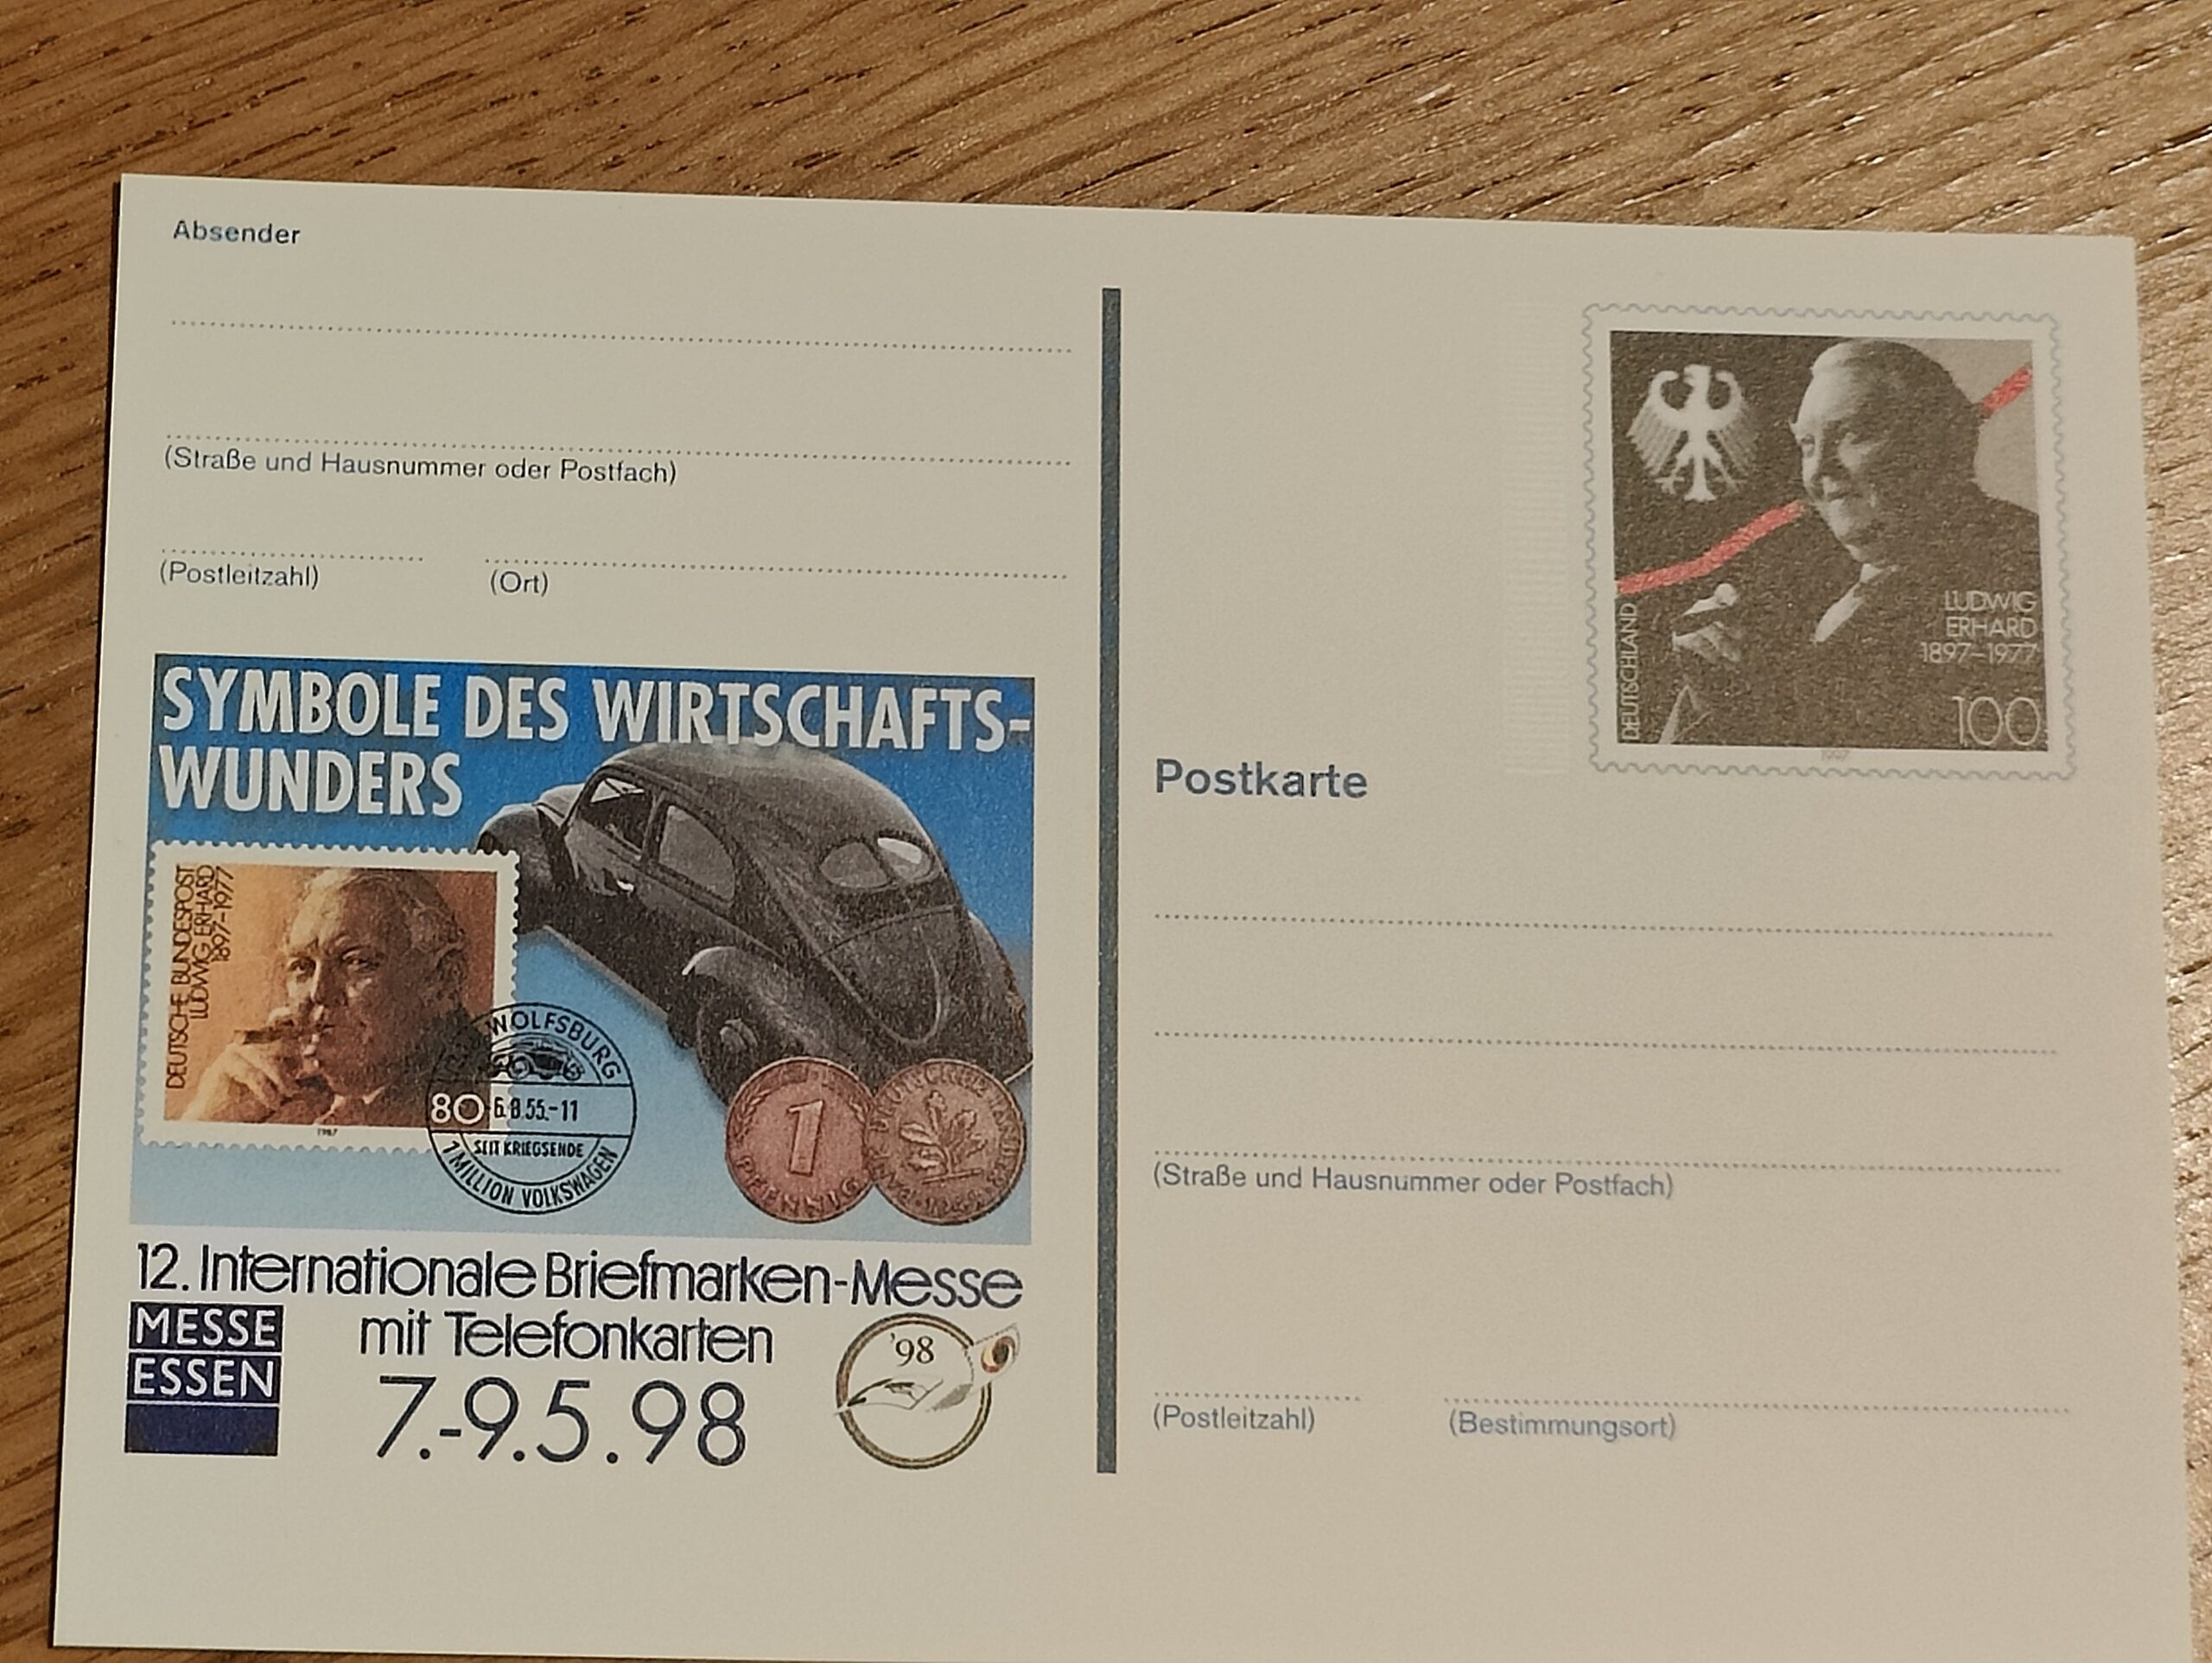 Absender
(Straße und Hausnummer oder Postfach)
(Postleitzahl) (Ort)
SYMBOLE DES WIRTSCHAFTS-
WUNDERS
DEUTSCHE BUNDESPOST
LUDWIG ERHARD
1897-1977
80
1987
WOLFSBURG
6.8.55.-11
SEIT KRIEGSENDE
1 MILLION VOLKSWAGEN
1
PFENNIG
12. Internationale Briefmarken-Messe
mit Telefonkarten
7.-9.5.98
MESSE
ESSEN
'98
DEUTSCHLAND
LUDWIG
ERHARD
1897-1977
100
1997
Postkarte
(Straße und Hausnummer oder Postfach)
(Postleitzahl) (Bestimmungsort)